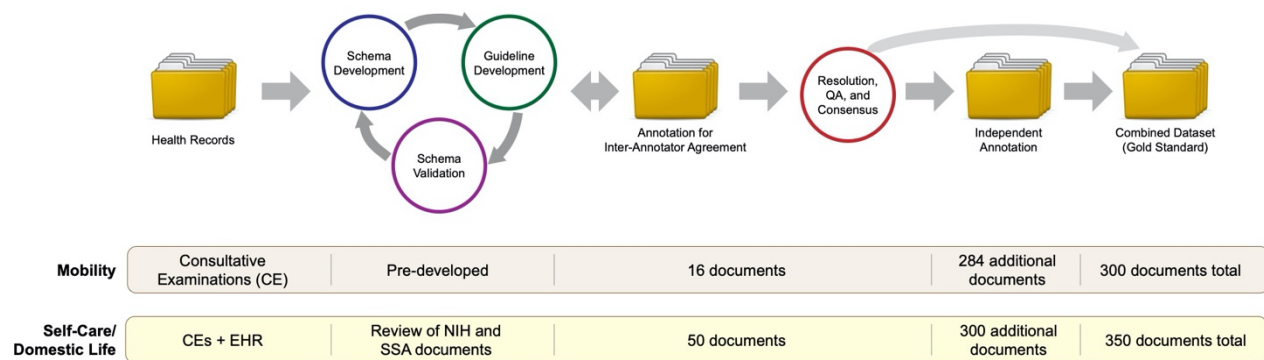 Schema
Development
Guideline
Development
Schema
Validation
Health Records
Annotation for
Inter-Annotator Agreement
Resolution,
QA, and
Consensus
Independent
Annotation
Combined Dataset
(Gold Standard)
Mobility
Consultative
Examinations (CE)
Pre-developed
16 documents
284 additional
documents
300 documents total
Self-Care/
Domestic Life
CEs + EHR
Review of NIH and
SSA documents
50 documents
300 additional
documents
350 documents total